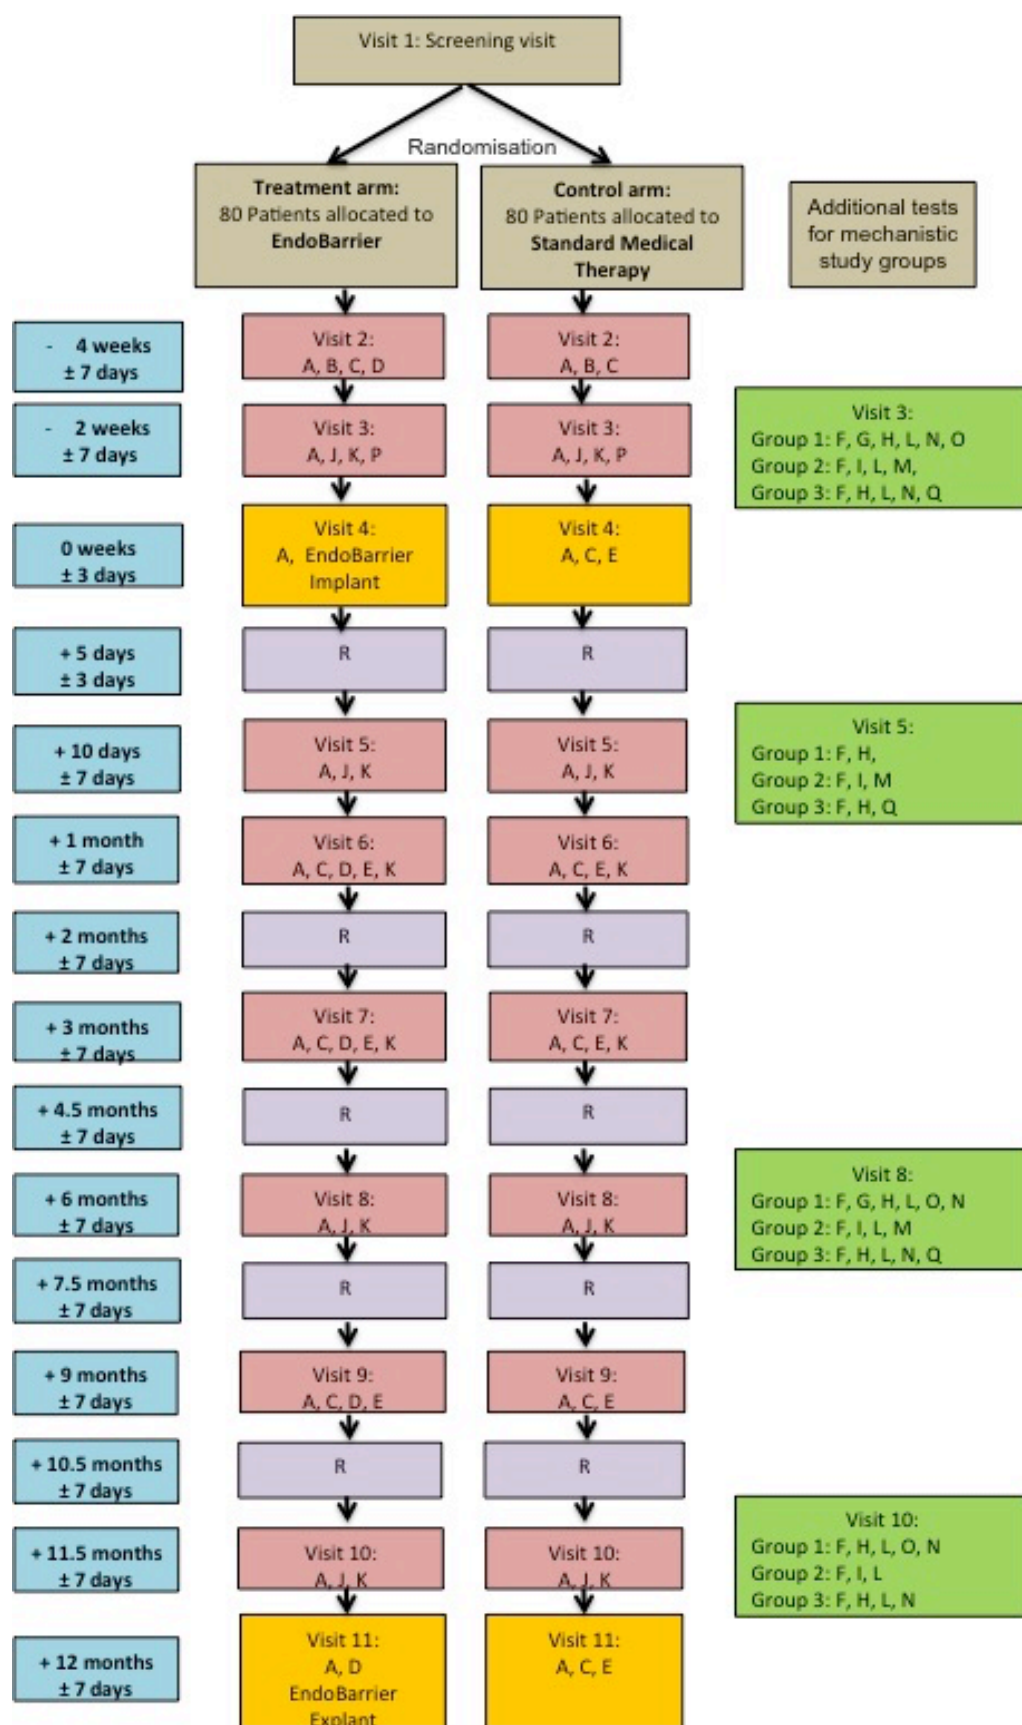 Visit 1: Screening visit
Randomisation
Treatment arm:
80 Patients allocated to
EndoBarrier
Control arm:
80 Patients allocated to
Standard Medical
Therapy
Additional tests
for mechanistic
study groups
- 4 weeks
± 7 days
Visit 2:
A, B, C, D
Visit 2:
A, B, C
- 2 weeks
± 7 days
Visit 3:
A, J, K, P
Visit 3:
A, J, K, P
Visit 3:
Group 1: F, G, H, L, N, O
Group 2: F, I, L, M,
Group 3: F, H, L, N, Q
0 weeks
± 3 days
Visit 4:
A, EndoBarrier
Implant
Visit 4:
A, C, E
+ 5 days
± 3 days
R
R
+ 10 days
± 7 days
Visit 5:
A, J, K
Visit 5:
A, J, K
Visit 5:
Group 1: F, H,
Group 2: F, I, M
Group 3: F, H, Q
+ 1 month
± 7 days
Visit 6:
A, C, D, E, K
Visit 6:
A, C, E, K
+ 2 months
± 7 days
R
R
+ 3 months
± 7 days
Visit 7:
A, C, D, E, K
Visit 7:
A, C, E, K
+ 4.5 months
± 7 days
R
R
+ 6 months
± 7 days
Visit 8:
A, J, K
Visit 8:
A, J, K
Visit 8:
Group 1: F, G, H, L, O, N
Group 2: F, I, L, M
Group 3: F, H, L, N, Q
+ 7.5 months
± 7 days
R
R
+ 9 months
± 7 days
Visit 9:
A, C, D, E
Visit 9:
A, C, E
+ 10.5 months
± 7 days
R
R
+ 11.5 months
± 7 days
Visit 10:
A, J, K
Visit 10:
A, J, K
Visit 10:
Group 1: F, H, L, O, N
Group 2: F, I, L
Group 3: F, H, L, N
+ 12 months
± 7 days
Visit 11:
A, D
EndoBarrier
Explant
Visit 11:
A, C, E